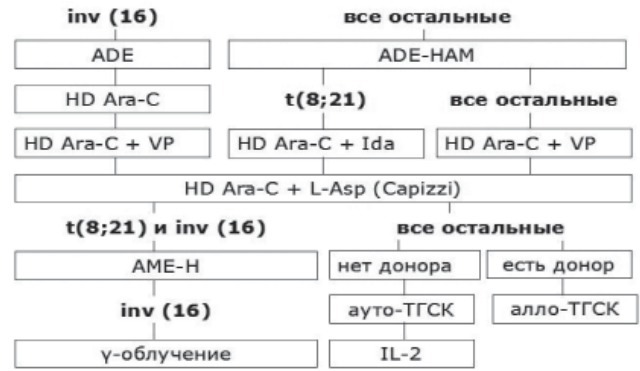 inv (16) все остальные
ADE ADE-HAM
HD Ara-C t(8;21) все остальные
HD Ara-C + VP HD Ara-C + Ida HD Ara-C + VP
HD Ara-C + L-Asp (Capizzi)
t(8;21) и inv (16) все остальные
AME-H нет донора есть донор
inv (16) ауто-ТГСК алло-ТГСК
γ-облучение IL-2